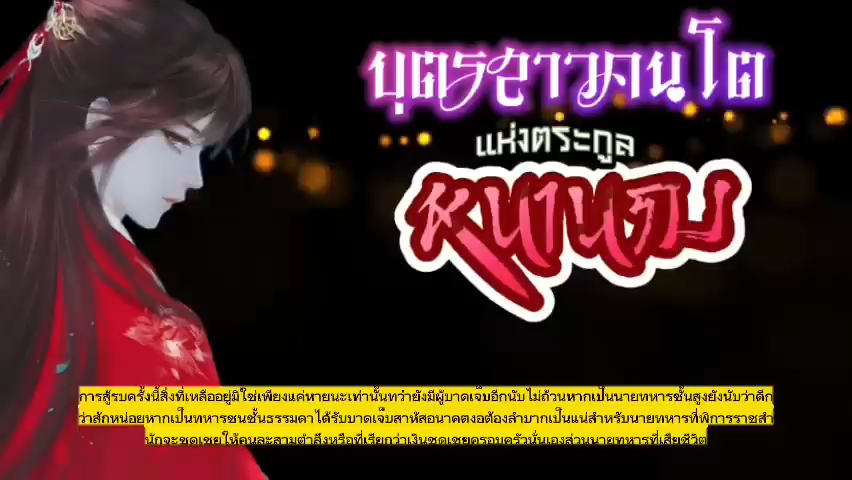 บุตรสาวคนโต
แห่งตระกูล
หนานกง
การสู้รบครั้งนี้สิ่งที่เหลืออยู่มิใช่เพียงแค่หายนะเท่านั้นทว่ายังมีผู้บาดเจ็บอีกนับไม่ถ้วนหากเป็นนายทหารชั้นสูงยังนับว่าดีก
ว่าสักหน่อยหากเป็นทหารชนชั้นธรรมดาได้รับบาดเจ็บสาหัสอนาคตงอต้องลำบากเป็นแน่สำหรับนายทหารที่พิการราชสำ
นักจะชดเชยให้คนละสามตำลึงหรือที่เรียกว่าเงินชดเชยครอบครัวนั่นเองส่วนนายทหารที่เสียชีวิต